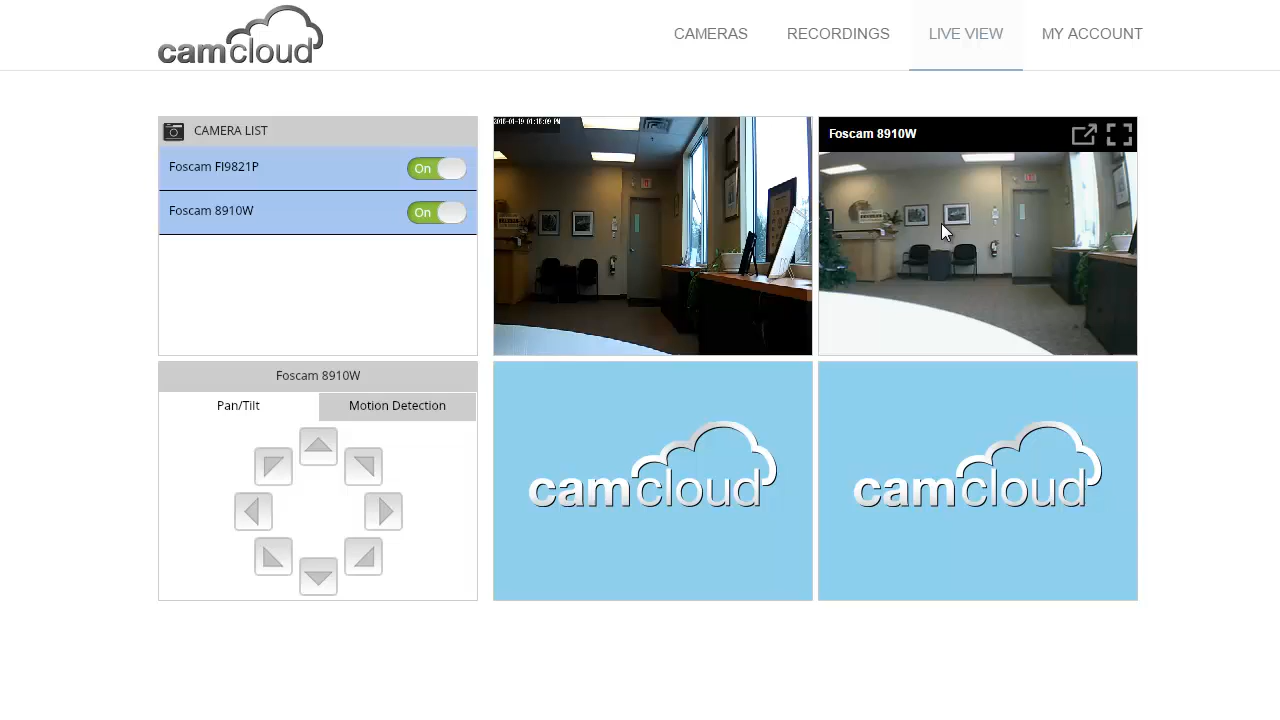 camcloud
CAMERAS
RECORDINGS
LIVE VIEW
MY ACCOUNT
CAMERA LIST
Foscam FI9821P
On
Foscam 8910W
On
Foscam 8910W
Foscam 8910W
Pan/Tilt
Motion Detection
camcloud
camcloud